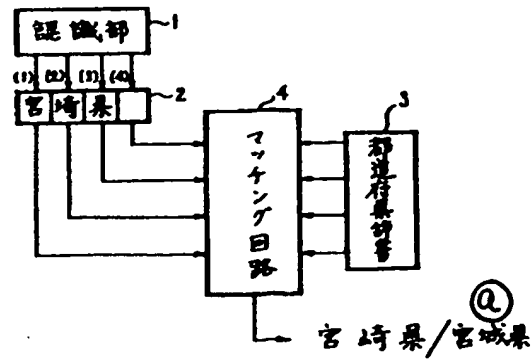 認識部 1
(1) (2) (3) (4)
宮 崎 県 2
4
マッチング回路
3
都道府県辞書
a
宮崎県/宮城県